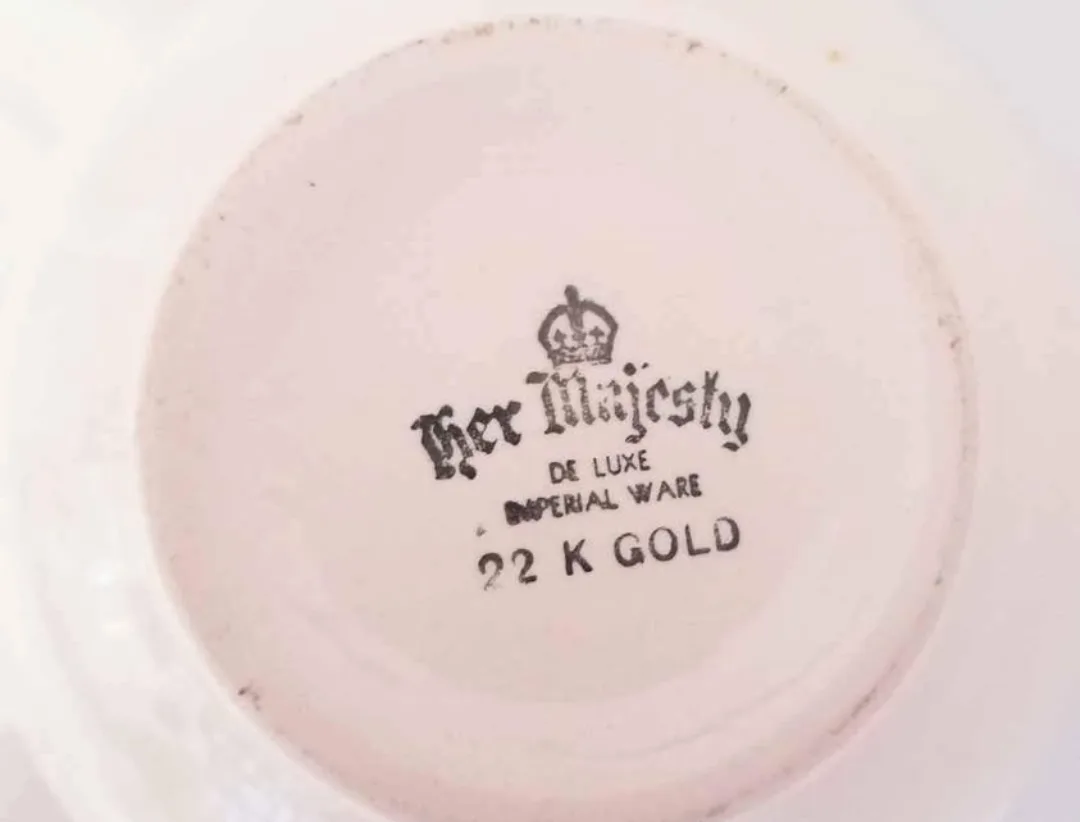 Her Majesty
DE LUXE
IMPERIAL WARE
22 K GOLD